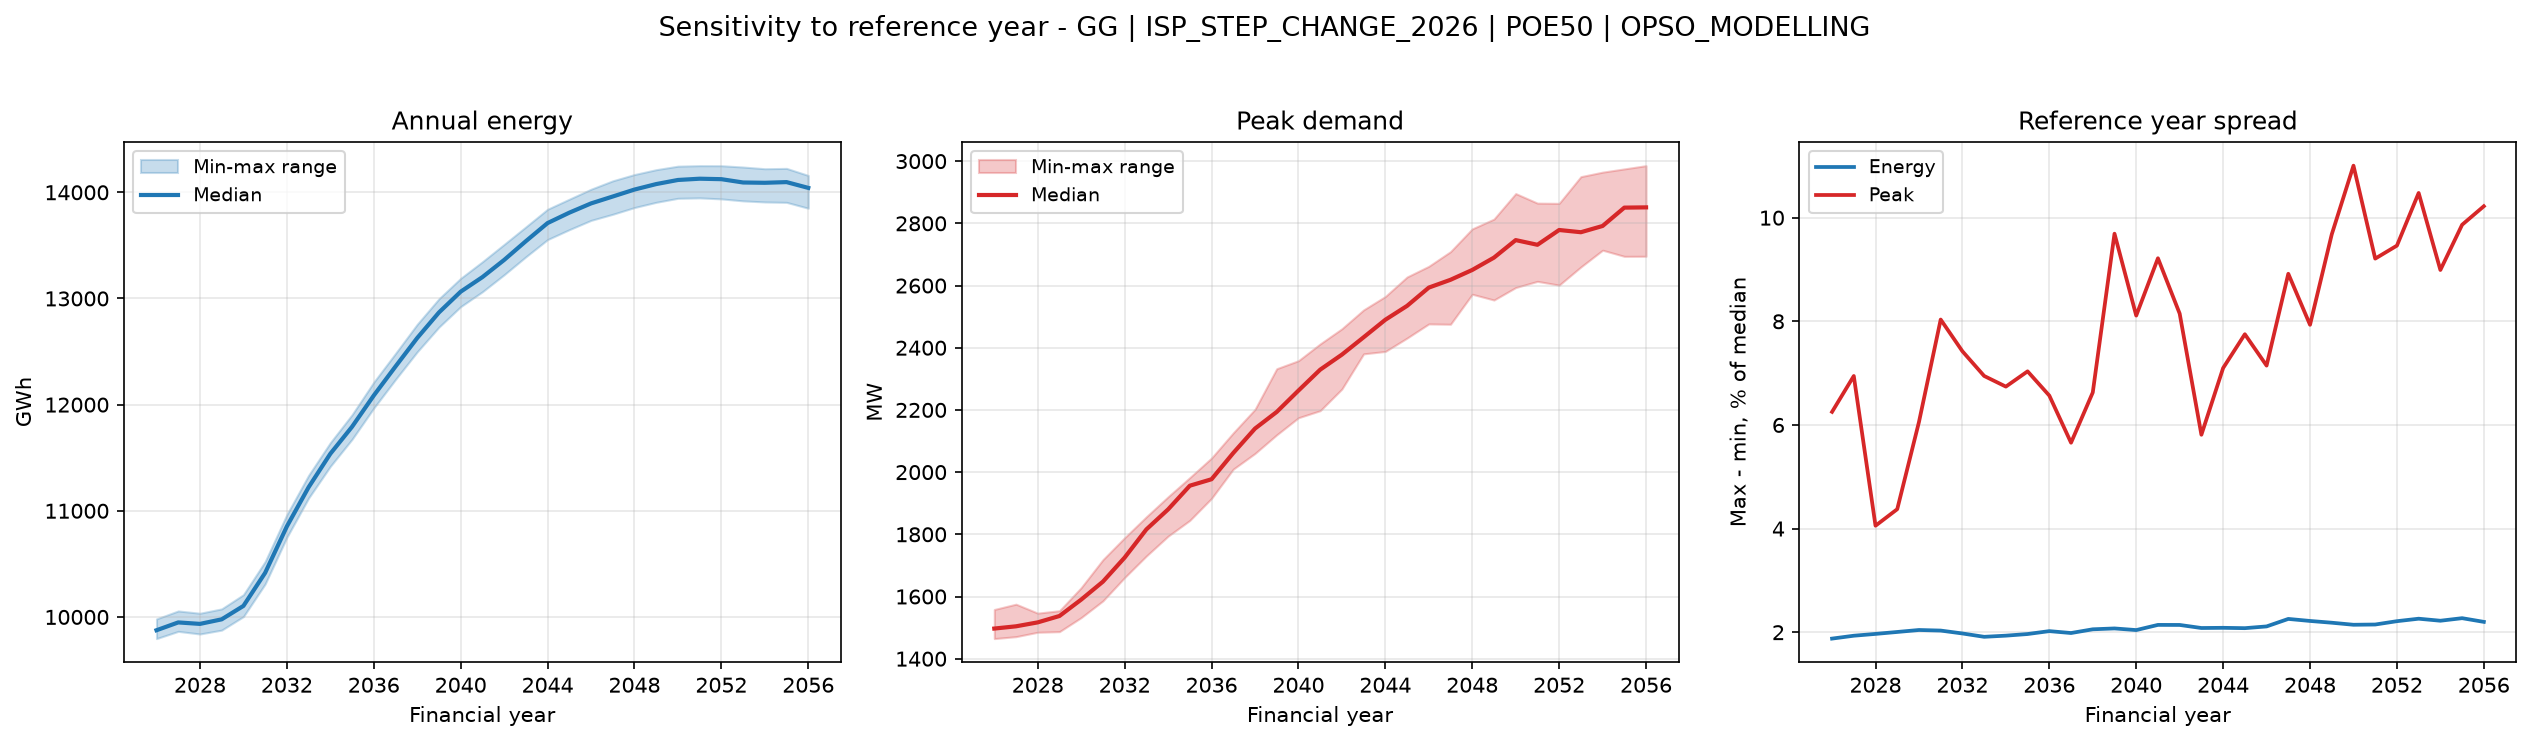 Sensitivity to reference year - GG | ISP_STEP_CHANGE_2026 | POE50 | OPSO_MODELLING
Annual energy
Min-max range
Median
GWh
14000
13000
12000
11000
10000
2028 2032 2036 2040 2044 2048 2052 2056
Financial year
Peak demand
Min-max range
Median
MW
3000
2800
2600
2400
2200
2000
1800
1600
1400
2028 2032 2036 2040 2044 2048 2052 2056
Financial year
Reference year spread
Energy
Peak
Max - min, % of median
10
8
6
4
2
2028 2032 2036 2040 2044 2048 2052 2056
Financial year